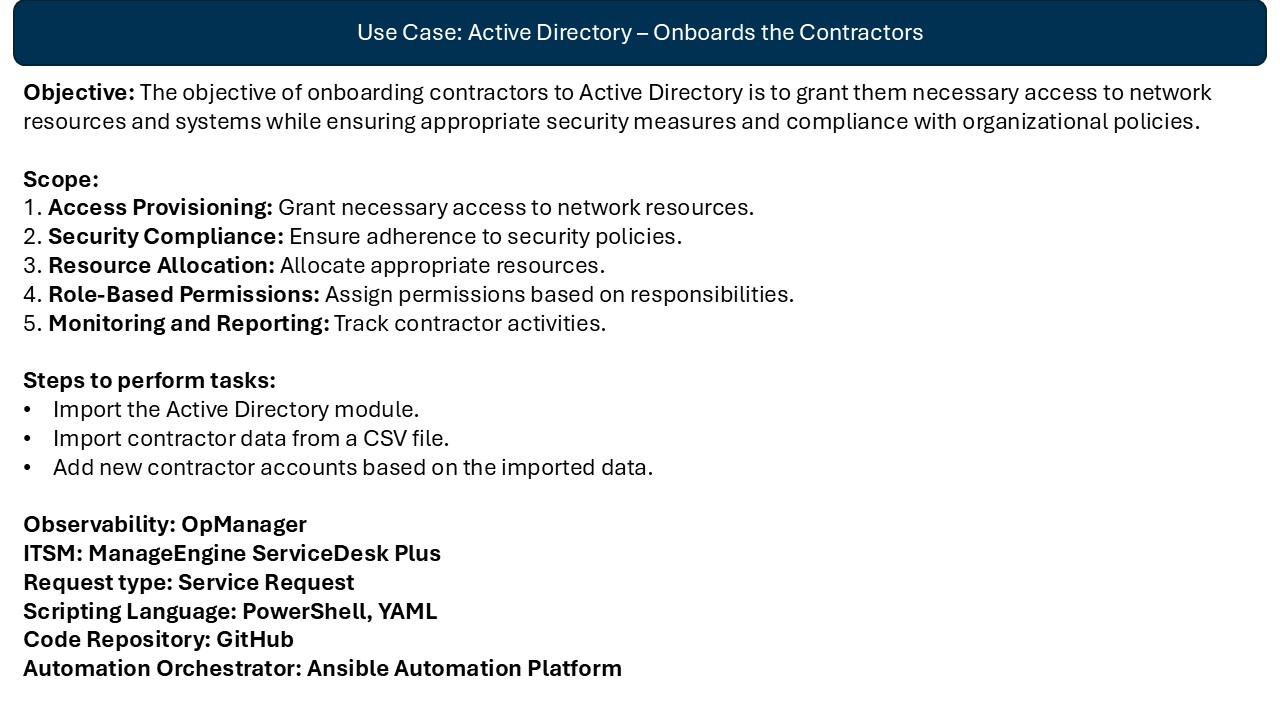 Use Case: Active Directory – Onboards the Contractors
Objective: The objective of onboarding contractors to Active Directory is to grant them necessary access to network
resources and systems while ensuring appropriate security measures and compliance with organizational policies.
Scope:
1. Access Provisioning: Grant necessary access to network resources.
2. Security Compliance: Ensure adherence to security policies.
3. Resource Allocation: Allocate appropriate resources.
4. Role-Based Permissions: Assign permissions based on responsibilities.
5. Monitoring and Reporting: Track contractor activities.
Steps to perform tasks:
• Import the Active Directory module.
• Import contractor data from a CSV file.
• Add new contractor accounts based on the imported data.
Observability: OpManager
ITSM: ManageEngine ServiceDesk Plus
Request type: Service Request
Scripting Language: PowerShell, YAML
Code Repository: GitHub
Automation Orchestrator: Ansible Automation Platform